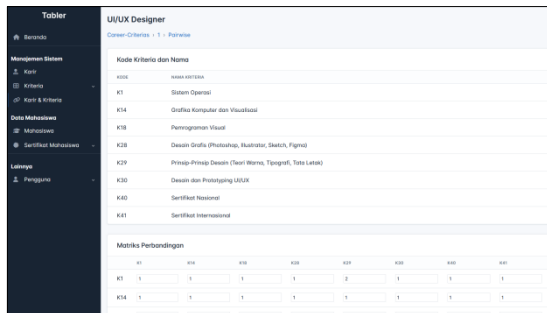 Tabler
Beranda
Manajemen Sistem
Karir
Kriteria
Karir & Kriteria
Data Mahasiswa
Mahasiswa
Sertifikat Mahasiswa
Lainnya
Pengguna
UI/UX Designer
Career-Criterias › 1 › Pairwise
Kode Kriteria dan Nama
KODE NAMA KRITERIA
K1 Sistem Operasi
K14 Grafika Komputer dan Visualisasi
K18 Pemrograman Visual
K28 Desain Grafis (Photoshop, Illustrator, Sketch, Figma)
K29 Prinsip-Prinsip Desain (Teori Warna, Tipografi, Tata Letak)
K30 Desain dan Prototyping UI/UX
K40 Sertifikat Nasional
K41 Sertifikat Internasional
Matriks Perbandingan
K1 K14 K18 K28 K29 K30 K40 K41
K1 1 1 1 1 2 1 1 1
K14 1 1 1 1 1 1 1 1